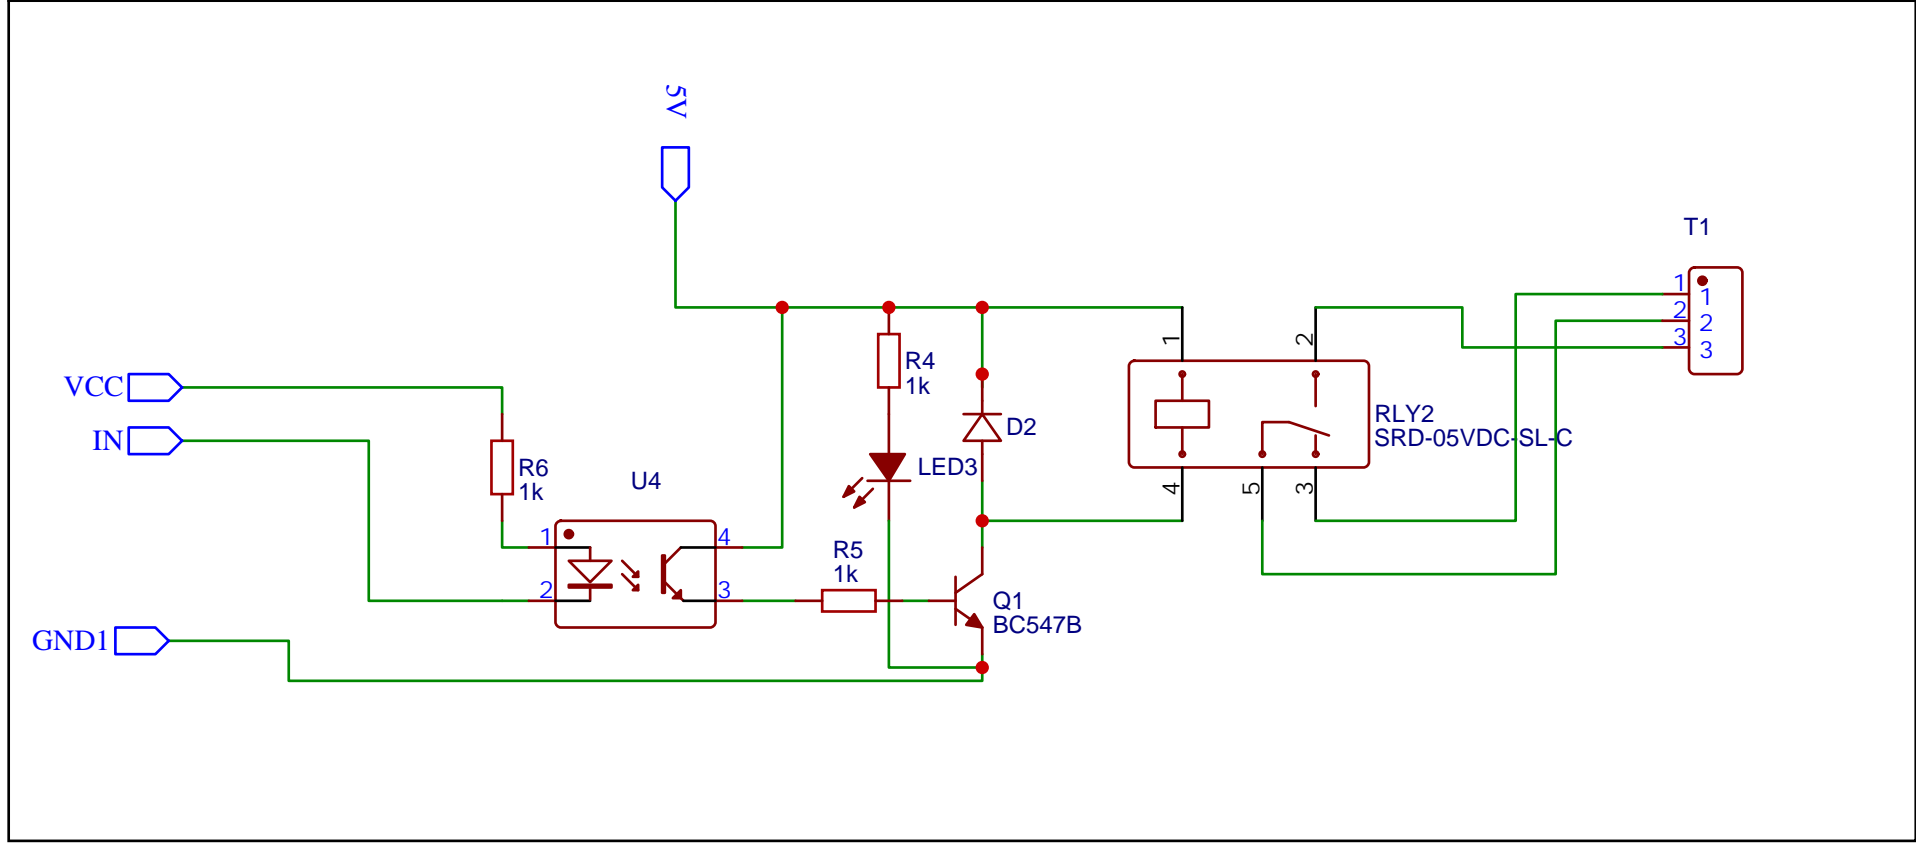 5V
T1
1
2
3
1
2
3
VCC
IN
R6
1k
U4
1
2
4
3
R4
1k
LED3
D2
R5
1k
Q1
BC547B
GND1
1
2
4
5
3
RLY2
SRD-05VDC-SL-C